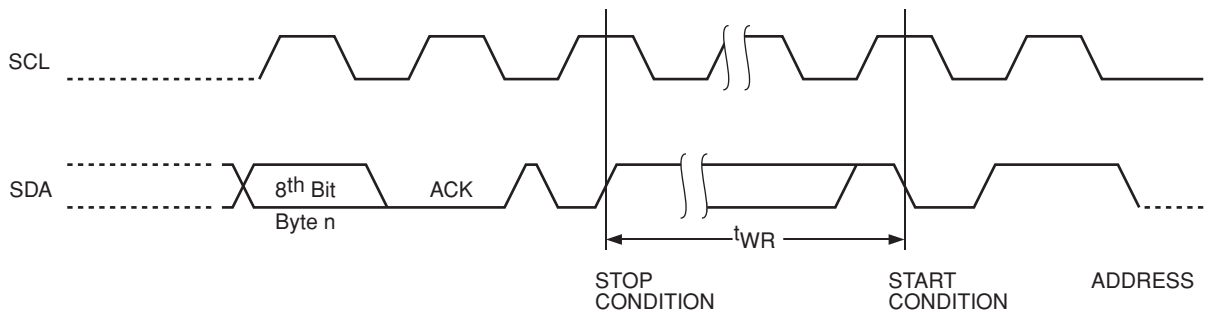 SCL
SDA
8th Bit
ACK
Byte n
tWR
STOP
CONDITION
START
CONDITION
ADDRESS